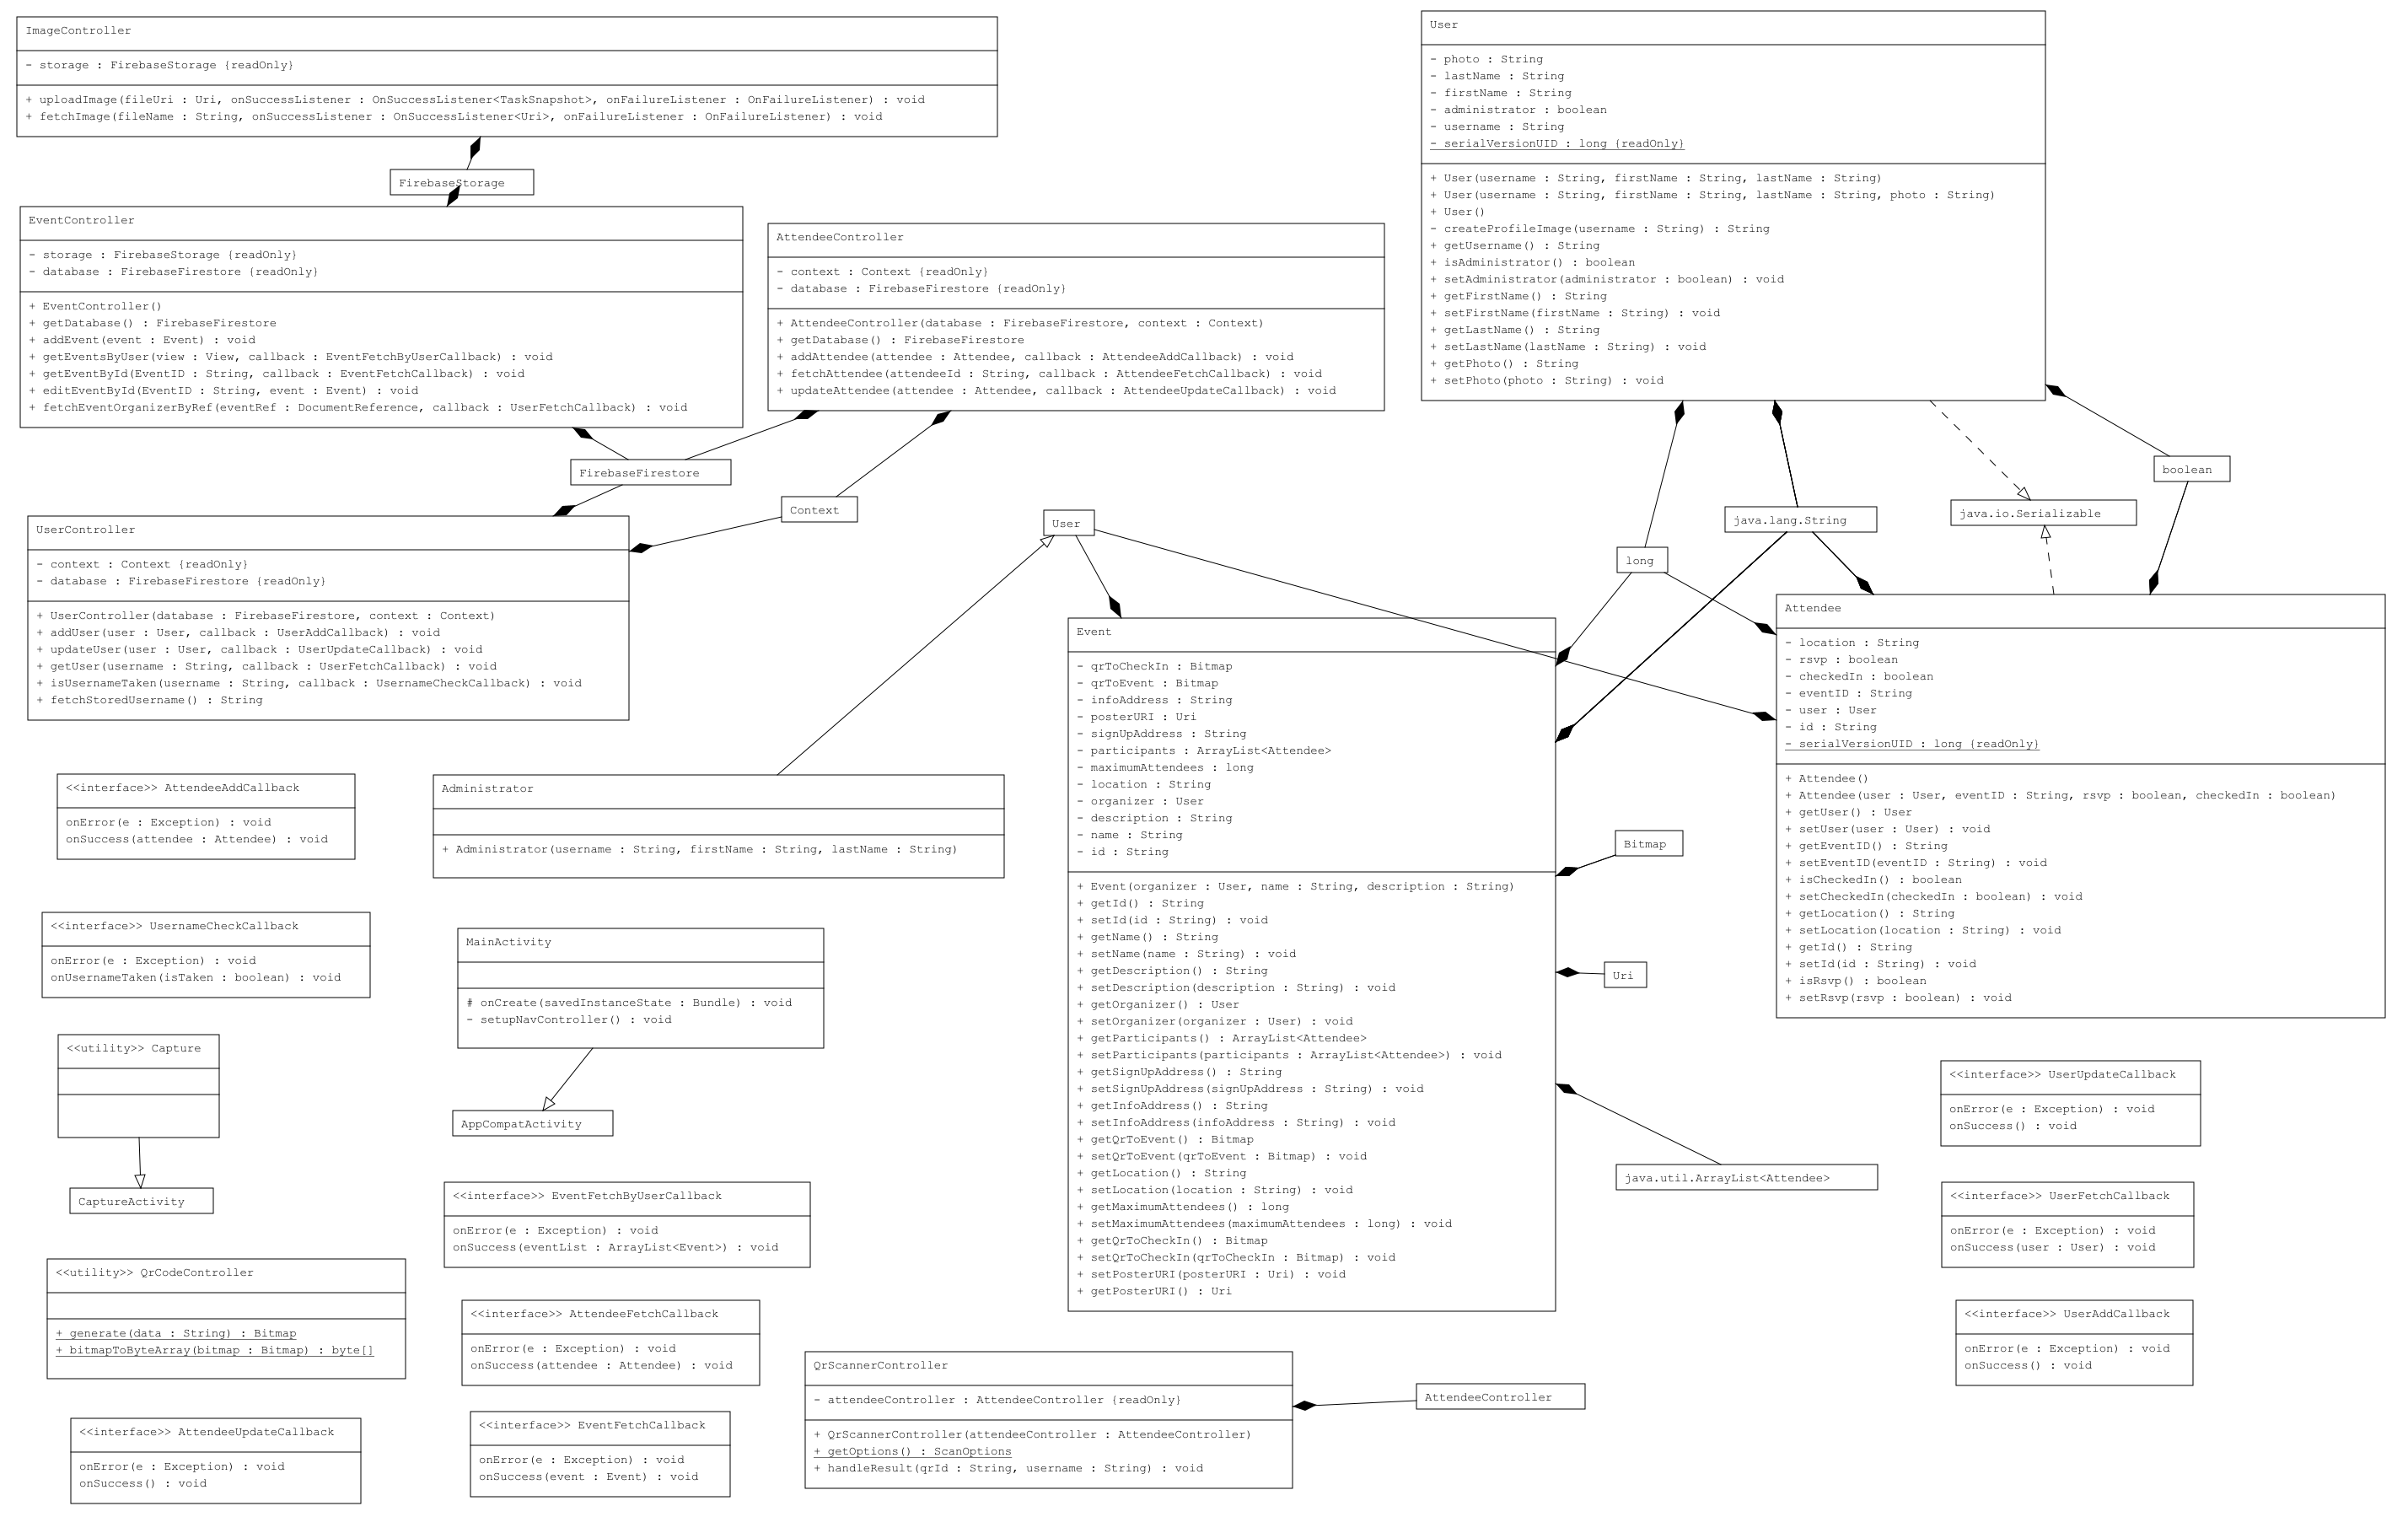 ImageController
- storage : FirebaseStorage {readOnly}
+ uploadImage(fileUri : Uri, onSuccessListener : OnSuccessListener<TaskSnapshot>, onFailureListener : OnFailureListener) : void
+ fetchImage(fileName : String, onSuccessListener : OnSuccessListener<Uri>, onFailureListener : OnFailureListener) : void
FirebaseStorage
EventController
- storage : FirebaseStorage {readOnly}
- database : FirebaseFirestore {readOnly}
+ EventController()
+ getDatabase() : FirebaseFirestore
+ addEvent(event : Event) : void
+ getEventsByUser(view : View, callback : EventFetchByUserCallback) : void
+ getEventById(EventID : String, callback : EventFetchCallback) : void
+ editEventById(EventID : String, event : Event) : void
+ fetchEventOrganizerByRef(eventRef : DocumentReference, callback : UserFetchCallback) : void
AttendeeController
- context : Context {readOnly}
- database : FirebaseFirestore {readOnly}
+ AttendeeController(database : FirebaseFirestore, context : Context)
+ getDatabase() : FirebaseFirestore
+ addAttendee(attendee : Attendee, callback : AttendeeAddCallback) : void
+ fetchAttendee(attendeeId : String, callback : AttendeeFetchCallback) : void
+ updateAttendee(attendee : Attendee, callback : AttendeeUpdateCallback) : void
User
- photo : String
- lastName : String
- firstName : String
- administrator : boolean
- username : String
- serialVersionUID : long {readOnly}
+ User(username : String, firstName : String, lastName : String)
+ User(username : String, firstName : String, lastName : String, photo : String)
+ User()
- createProfileImage(username : String) : String
+ getUsername() : String
+ isAdministrator() : boolean
+ setAdministrator(administrator : boolean) : void
+ getFirstName() : String
+ setFirstName(firstName : String) : void
+ getLastName() : String
+ setLastName(lastName : String) : void
+ getPhoto() : String
+ setPhoto(photo : String) : void
FirebaseFirestore
Context
User
java.lang.String
java.io.Serializable
boolean
long
UserController
- context : Context {readOnly}
- database : FirebaseFirestore {readOnly}
+ UserController(database : FirebaseFirestore, context : Context)
+ addUser(user : User, callback : UserAddCallback) : void
+ updateUser(user : User, callback : UserUpdateCallback) : void
+ getUser(username : String, callback : UserFetchCallback) : void
+ isUsernameTaken(username : String, callback : UsernameCheckCallback) : void
+ fetchStoredUsername() : String
Event
- qrToCheckIn : Bitmap
- qrToEvent : Bitmap
- infoAddress : String
- posterURI : Uri
- signUpAddress : String
- participants : ArrayList<Attendee>
- maximumAttendees : long
- location : String
- organizer : User
- description : String
- name : String
- id : String
+ Event(organizer : User, name : String, description : String)
+ getId() : String
+ setId(id : String) : void
+ getName() : String
+ setName(name : String) : void
+ getDescription() : String
+ setDescription(description : String) : void
+ getOrganizer() : User
+ setOrganizer(organizer : User) : void
+ getParticipants() : ArrayList<Attendee>
+ setParticipants(participants : ArrayList<Attendee>) : void
+ getSignUpAddress() : String
+ setSignUpAddress(signUpAddress : String) : void
+ getInfoAddress() : String
+ setInfoAddress(infoAddress : String) : void
+ getQrToEvent() : Bitmap
+ setQrToEvent(qrToEvent : Bitmap) : void
+ getLocation() : String
+ setLocation(location : String) : void
+ getMaximumAttendees() : long
+ setMaximumAttendees(maximumAttendees : long) : void
+ getQrToCheckIn() : Bitmap
+ setQrToCheckIn(qrToCheckIn : Bitmap) : void
+ setPosterURI(posterURI : Uri) : void
+ getPosterURI() : Uri
Attendee
- location : String
- rsvp : boolean
- checkedIn : boolean
- eventID : String
- user : User
- id : String
- serialVersionUID : long {readOnly}
+ Attendee()
+ Attendee(user : User, eventID : String, rsvp : boolean, checkedIn : boolean)
+ getUser() : User
+ setUser(user : User) : void
+ getEventID() : String
+ setEventID(eventID : String) : void
+ isCheckedIn() : boolean
+ setCheckedIn(checkedIn : boolean) : void
+ getLocation() : String
+ setLocation(location : String) : void
+ getId() : String
+ setId(id : String) : void
+ isRsvp() : boolean
+ setRsvp(rsvp : boolean) : void
<<interface>> AttendeeAddCallback
onError(e : Exception) : void
onSuccess(attendee : Attendee) : void
Administrator
+ Administrator(username : String, firstName : String, lastName : String)
Bitmap
Uri
java.util.ArrayList<Attendee>
<<interface>> UsernameCheckCallback
onError(e : Exception) : void
onUsernameTaken(isTaken : boolean) : void
MainActivity
# onCreate(savedInstanceState : Bundle) : void
- setupNavController() : void
<<utility>> Capture
AppCompatActivity
CaptureActivity
<<interface>> UserUpdateCallback
onError(e : Exception) : void
onSuccess() : void
<<interface>> EventFetchByUserCallback
onError(e : Exception) : void
onSuccess(eventList : ArrayList<Event>) : void
<<interface>> UserFetchCallback
onError(e : Exception) : void
onSuccess(user : User) : void
<<utility>> QrCodeController
+ generate(data : String) : Bitmap
+ bitmapToByteArray(bitmap : Bitmap) : byte[]
<<interface>> AttendeeFetchCallback
onError(e : Exception) : void
onSuccess(attendee : Attendee) : void
<<interface>> UserAddCallback
onError(e : Exception) : void
onSuccess() : void
QrScannerController
- attendeeController : AttendeeController {readOnly}
+ QrScannerController(attendeeController : AttendeeController)
+ getOptions() : ScanOptions
+ handleResult(qrId : String, username : String) : void
AttendeeController
<<interface>> AttendeeUpdateCallback
onError(e : Exception) : void
onSuccess() : void
<<interface>> EventFetchCallback
onError(e : Exception) : void
onSuccess(event : Event) : void